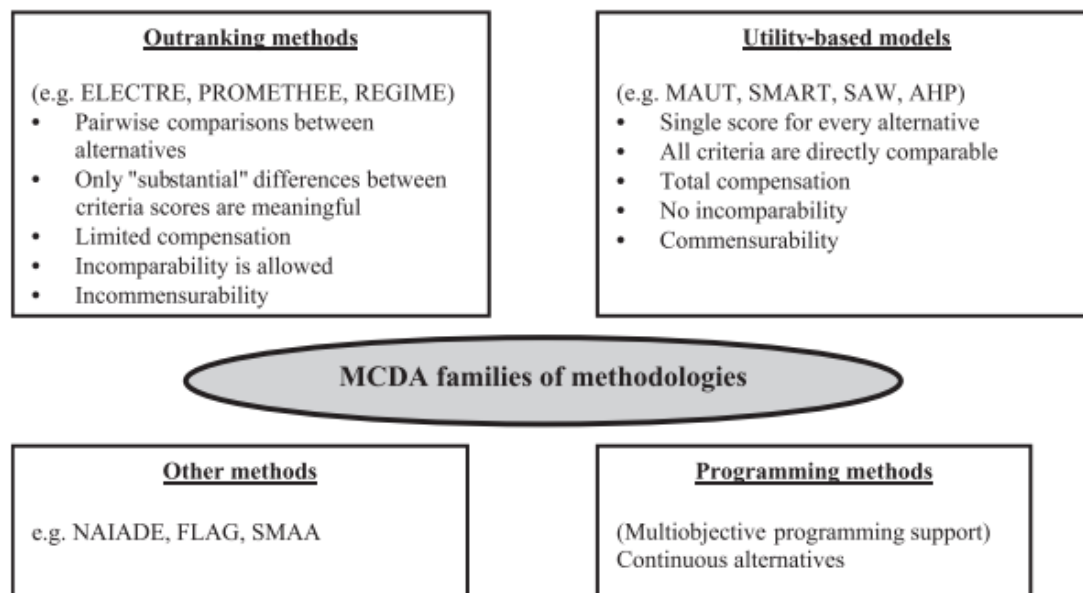 Outranking methods
(e.g. ELECTRE, PROMETHEE, REGIME)
• Pairwise comparisons between
alternatives
• Only "substantial" differences between
criteria scores are meaningful
• Limited compensation
• Incomparability is allowed
• Incommensurability
Utility-based models
(e.g. MAUT, SMART, SAW, AHP)
• Single score for every alternative
• All criteria are directly comparable
• Total compensation
• No incomparability
• Commensurability
MCDA families of methodologies
Other methods
e.g. NAIADE, FLAG, SMAA
Programming methods
(Multiobjective programming support)
Continuous alternatives